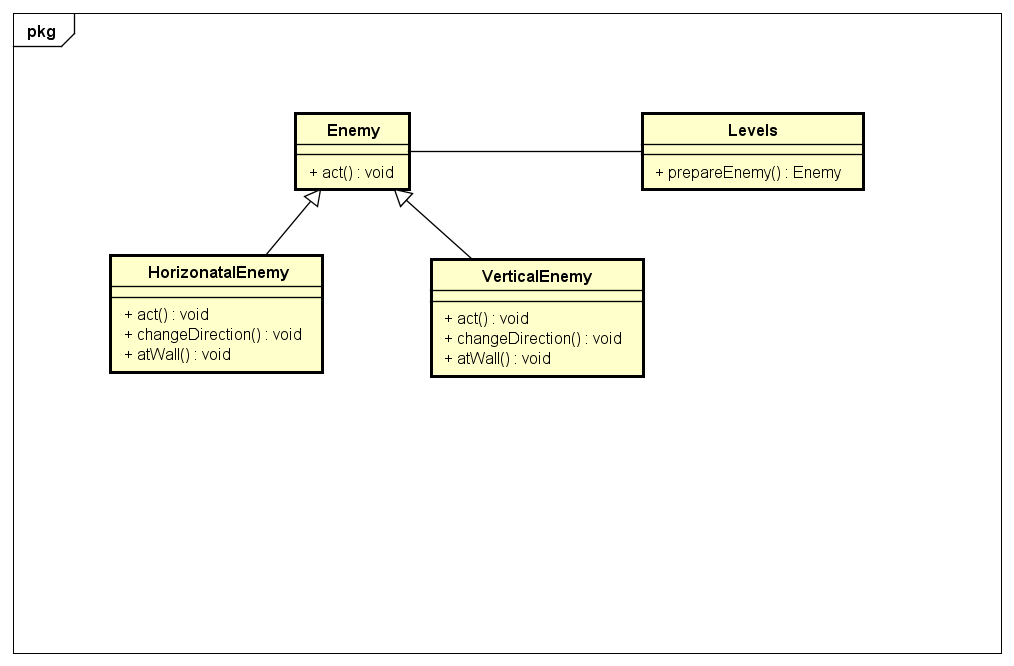 pkg
Enemy
+ act() : void
Levels
+ prepareEnemy() : Enemy
HorizonatalEnemy
+ act() : void
+ changeDirection() : void
+ atWall() : void
VerticalEnemy
+ act() : void
+ changeDirection() : void
+ atWall() : void